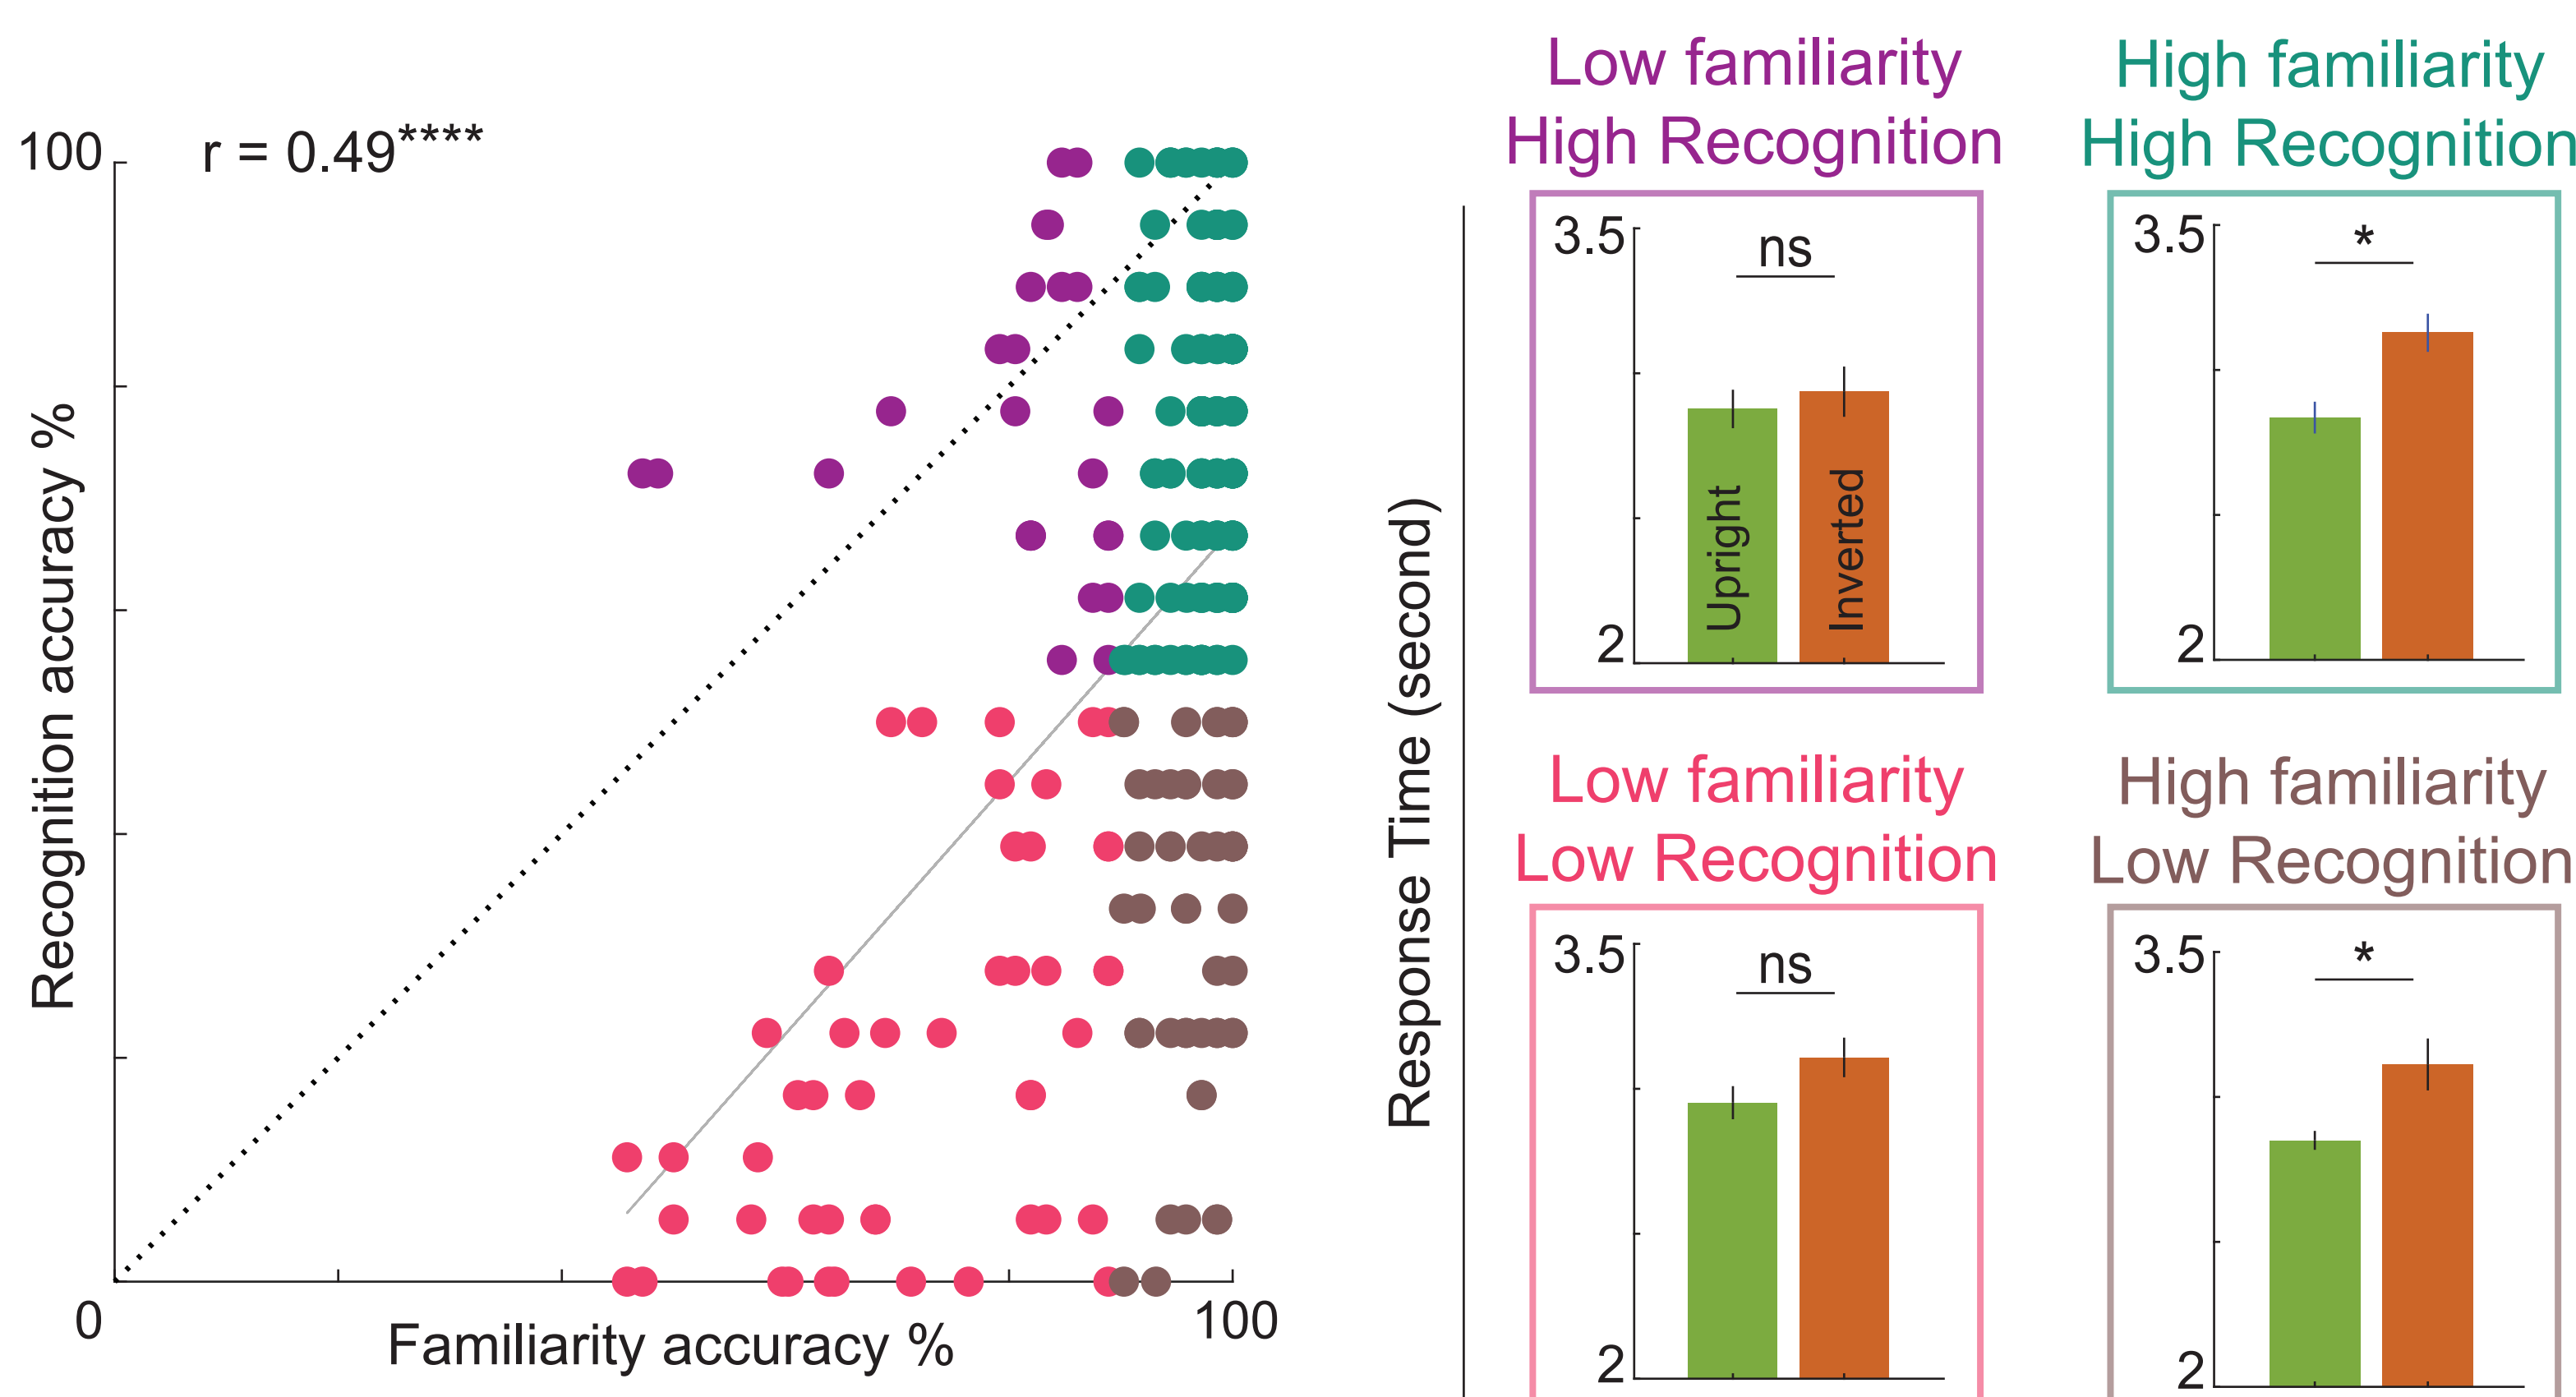 100
r = 0.49****
Recognition accuracy %
0
Familiarity accuracy %
100
Response Time (second)
Low familiarity
High Recognition
3.5
ns
Upright
Inverted
2
High familiarity
High Recognition
3.5
*
2
Low familiarity
Low Recognition
3.5
ns
2
High familiarity
Low Recognition
3.5
*
2